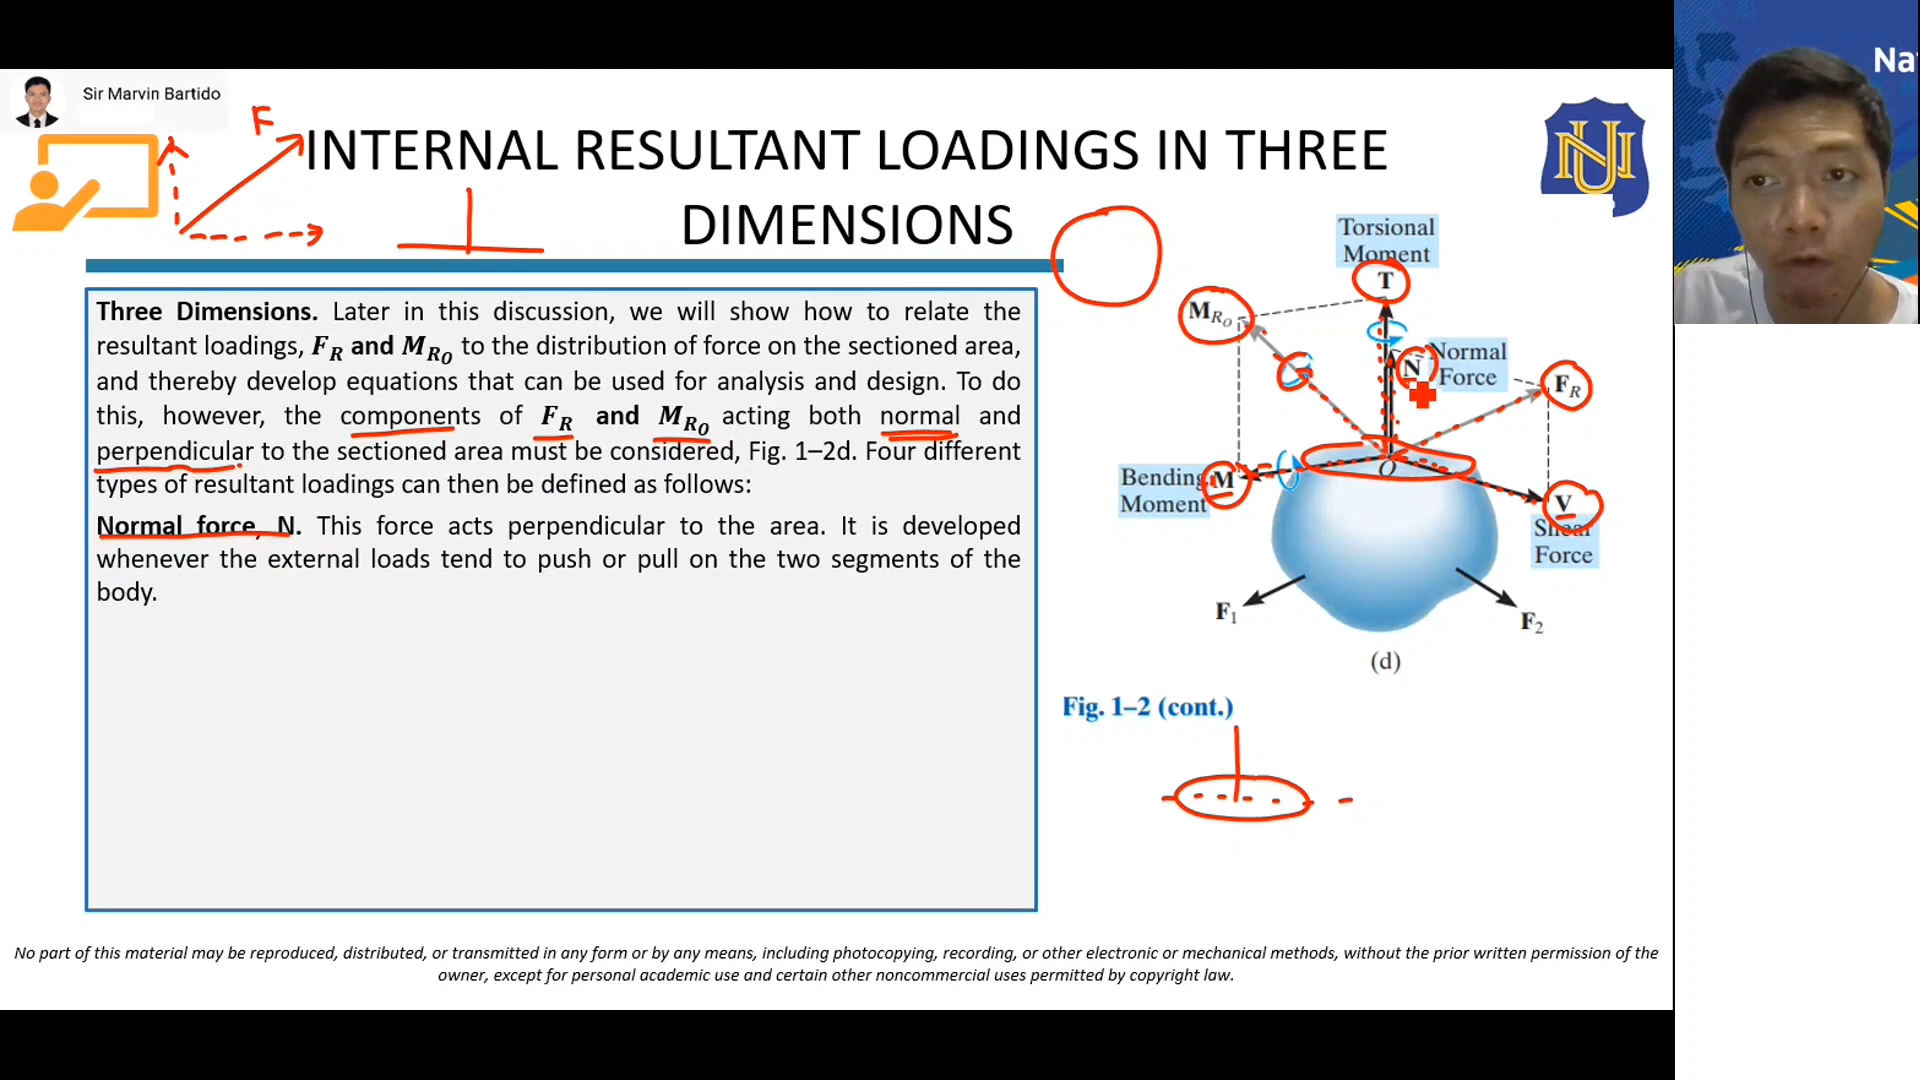 Sir Marvin Bartido
Na
F
INTERNAL RESULTANT LOADINGS IN THREE
DIMENSIONS
Three Dimensions. Later in this discussion, we will show how to relate the
resultant loadings, F_R and M_{R_O} to the distribution of force on the sectioned area,
and thereby develop equations that can be used for analysis and design. To do
this, however, the components of F_R and M_{R_O} acting both normal and
perpendicular to the sectioned area must be considered, Fig. 1–2d. Four different
types of resultant loadings can then be defined as follows:
Normal force, N. This force acts perpendicular to the area. It is developed
whenever the external loads tend to push or pull on the two segments of the
body.
Torsional
Moment
T
M_{R_O}
N
Normal
Force
F_R
Bending
Moment
M
O
V
Shear
Force
F_1
F_2
(d)
Fig. 1–2 (cont.)
No part of this material may be reproduced, distributed, or transmitted in any form or by any means, including photocopying, recording, or other electronic or mechanical methods, without the prior written permission of the
owner, except for personal academic use and certain other noncommercial uses permitted by copyright law.